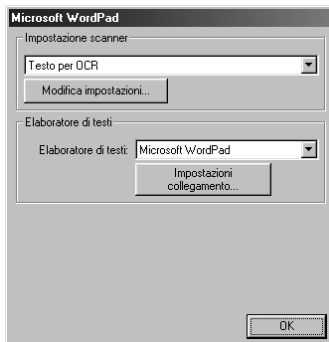 Microsoft WordPad
Impostazione scanner
Testo per OCR
Modifica impostazioni...
Elaboratore di testi
Elaboratore di testi: Microsoft WordPad
Impostazioni
collegamento...
OK